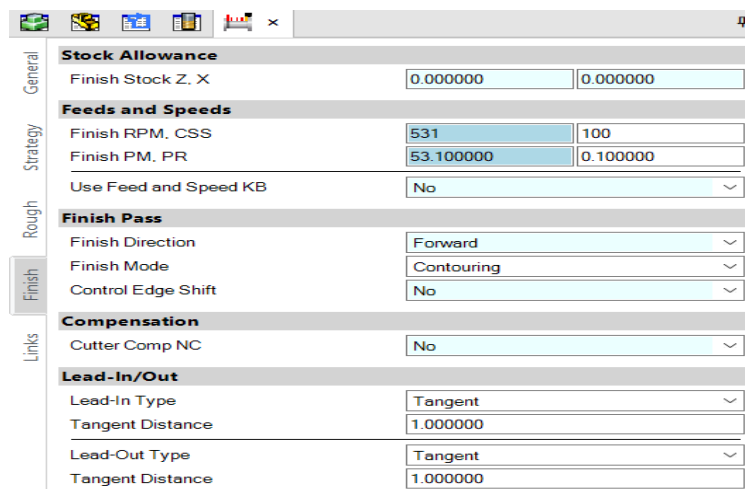 General
Strategy
Rough
Finish
Links
Stock Allowance
Finish Stock Z, X 0.000000 0.000000
Feeds and Speeds
Finish RPM, CSS 531 100
Finish PM, PR 53.100000 0.100000
Use Feed and Speed KB No
Finish Pass
Finish Direction Forward
Finish Mode Contouring
Control Edge Shift No
Compensation
Cutter Comp NC No
Lead-In/Out
Lead-In Type Tangent
Tangent Distance 1.000000
Lead-Out Type Tangent
Tangent Distance 1.000000